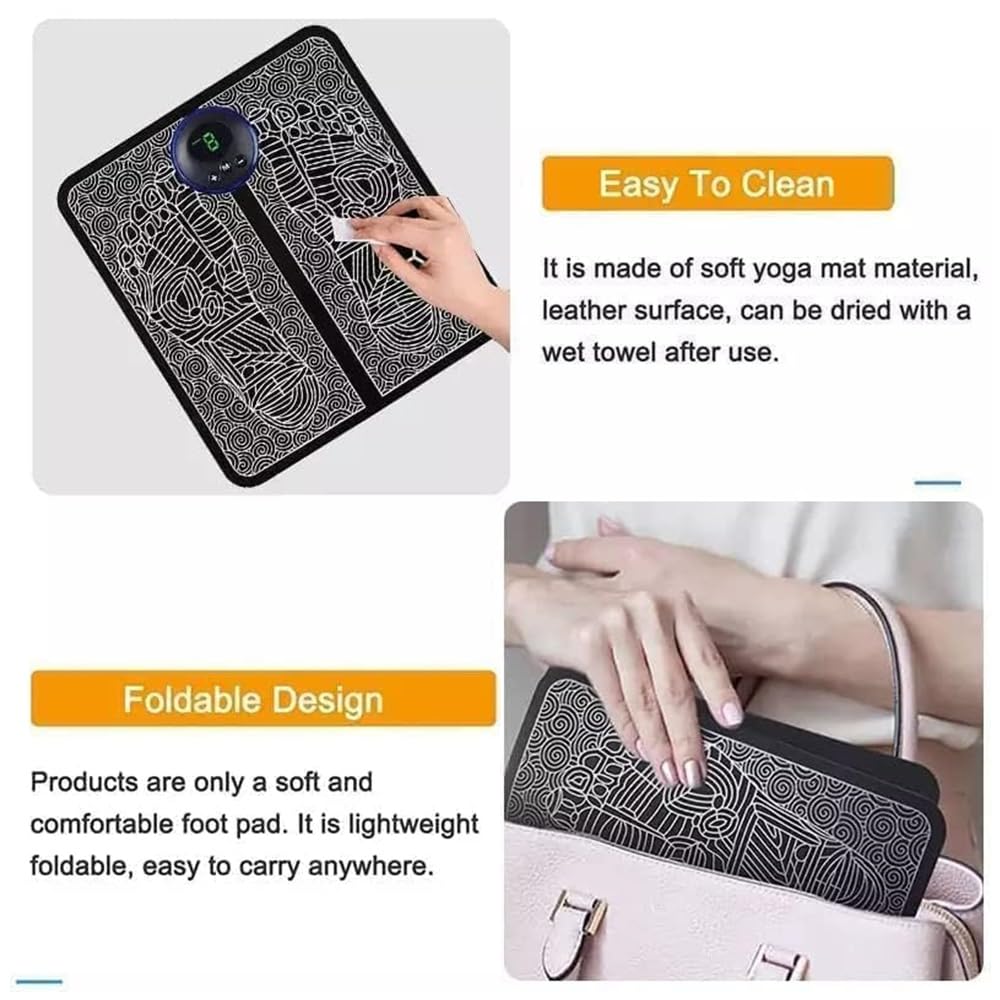 Easy To Clean
It is made of soft yoga mat material,
leather surface, can be dried with a
wet towel after use.
Foldable Design
Products are only a soft and
comfortable foot pad. It is lightweight
foldable, easy to carry anywhere.